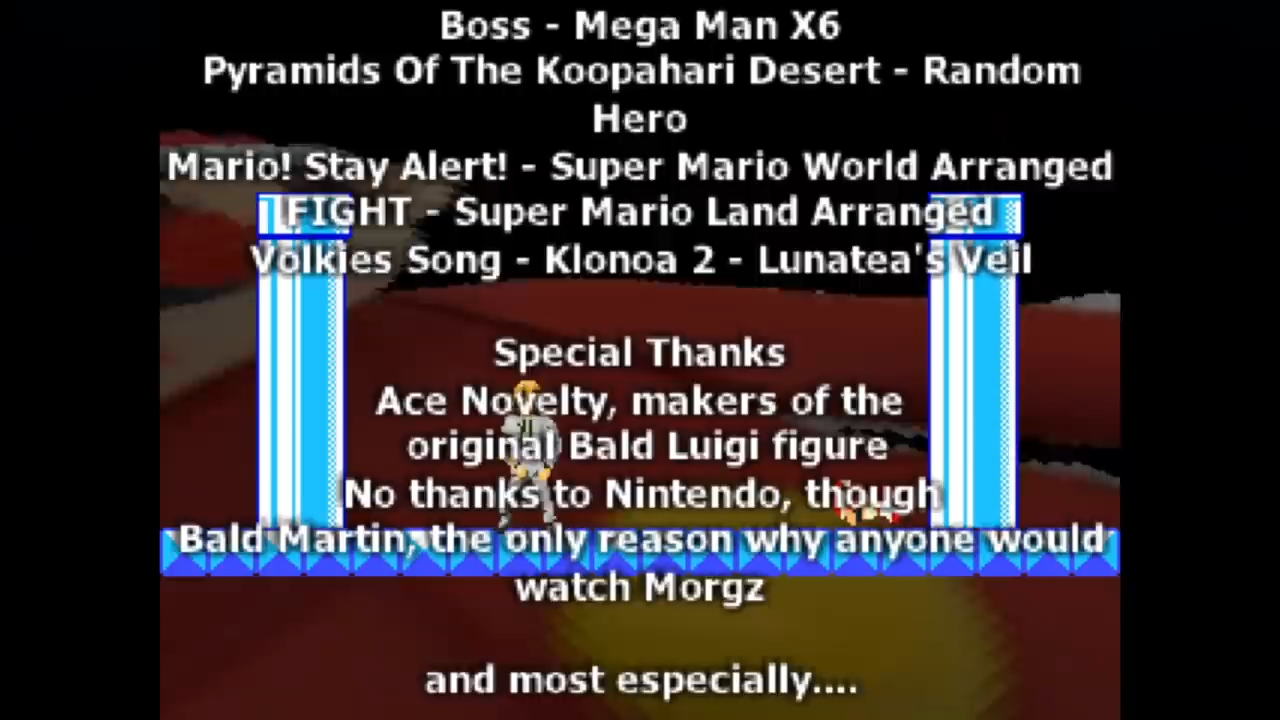 Boss - Mega Man X6
Pyramids Of The Koopahari Desert - Random
Hero
Mario! Stay Alert! - Super Mario World Arranged
FIGHT - Super Mario Land Arranged
Volkies Song - Klonoa 2 - Lunatea's Veil
Special Thanks
Ace Novelty, makers of the
original Bald Luigi figure
No thanks to Nintendo, though
Bald Martin, the only reason why anyone would
watch Morgz
and most especially....